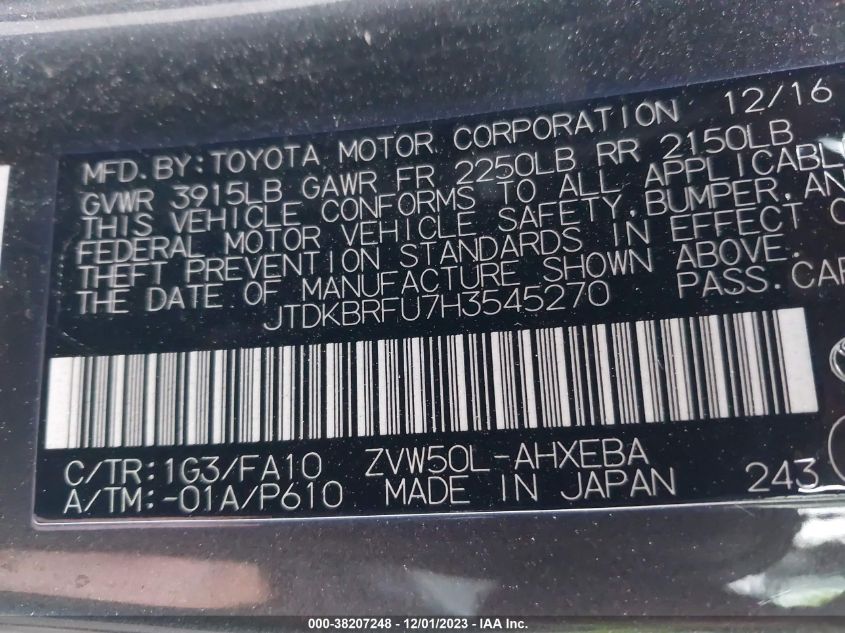 MFD.BY:TOYOTA MOTOR CORPORATION 12/16
GVWR 3915LB GAWR FR 2250LB RR 2150LB
THIS VEHICLE CONFORMS TO ALL APPLICABLE
FEDERAL MOTOR VEHICLE SAFETY, BUMPER, AN
THEFT PREVENTION STANDARDS IN EFFECT O
THE DATE OF MANUFACTURE SHOWN ABOVE.
JTDKBRFU7H3545270 PASS.CAR
C/TR:1G3/FA10 ZVW50L-AHXEBA
A/TM:-01A/P610 MADE IN JAPAN 243
000-38207248 - 12/01/2023 - IAA Inc.